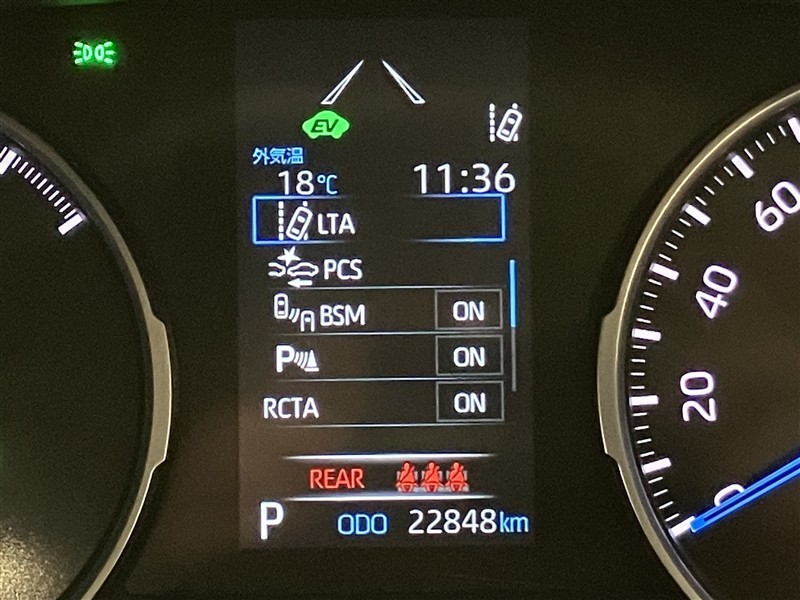 EV
外気温
18℃ 11:36
LTA
PCS
BSM ON
P ON
RCTA ON
REAR
P ODO 22848km
60
40
20
0